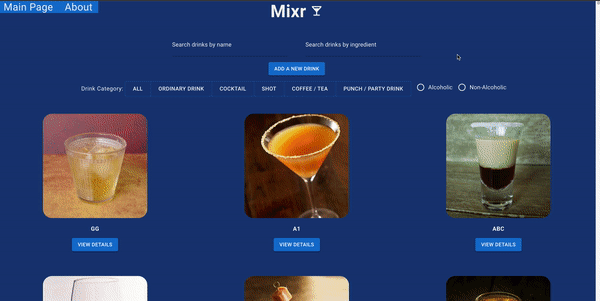 Main Page About
Mixr
Search drinks by name Search drinks by ingredient
ADD A NEW DRINK
Drink Category: ALL ORDINARY DRINK COCKTAIL SHOT COFFEE / TEA PUNCH / PARTY DRINK Alcoholic Non-Alcoholic
GG A1 ABC
VIEW DETAILS VIEW DETAILS VIEW DETAILS